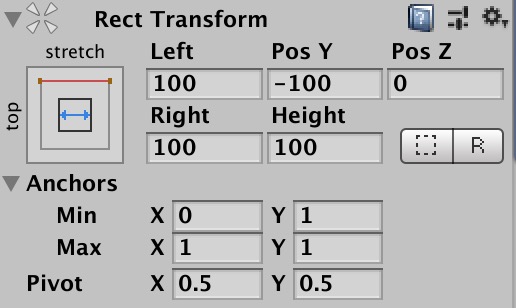 Rect Transform
stretch
Left Pos Y Pos Z
100 -100 0
top
Right Height
100 100
R
Anchors
Min X 0 Y 1
Max X 1 Y 1
Pivot X 0.5 Y 0.5